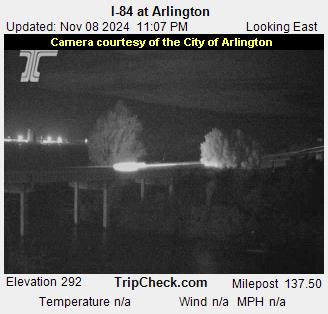 I-84 at Arlington
Updated: Nov 08 2024 11:07 PM Looking East
Camera courtesy of the City of Arlington
Elevation 292 TripCheck.com Milepost 137.50
Temperature n/a Wind n/a MPH n/a